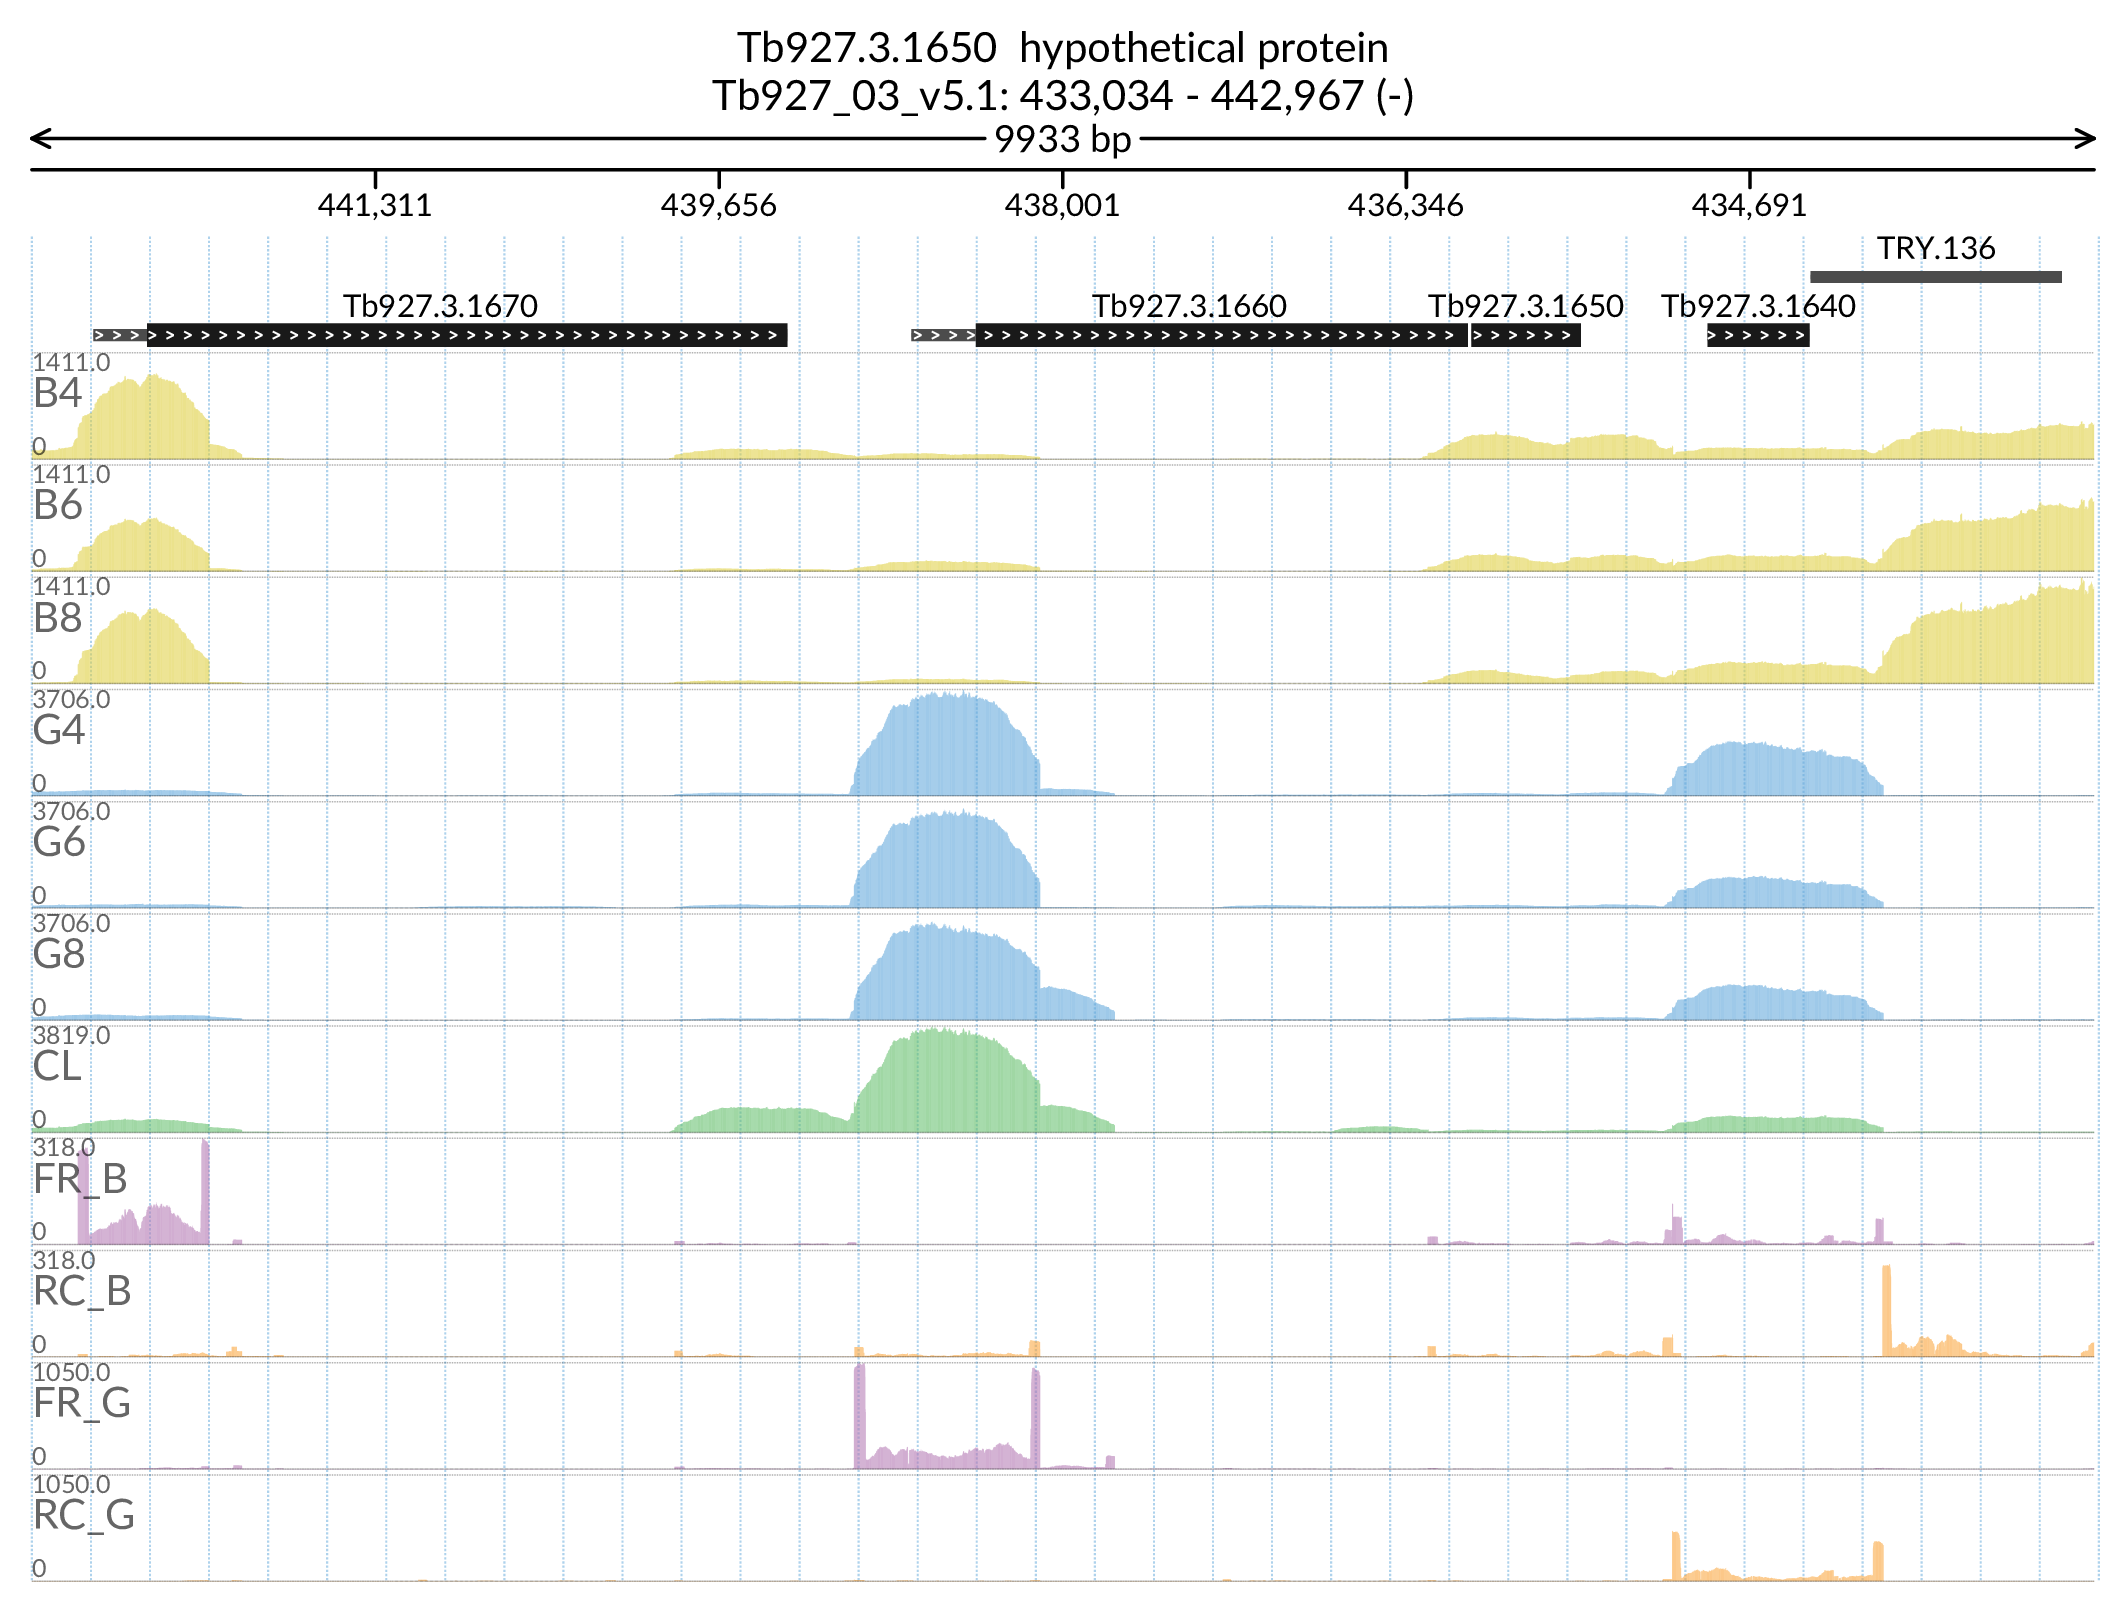 Tb927.3.1650 hypothetical protein
Tb927_03_v5.1: 433,034 - 442,967 (-)
9933 bp
441,311 439,656 438,001 436,346 434,691
TRY.136
Tb927.3.1670 Tb927.3.1660 Tb927.3.1650 Tb927.3.1640
1411.0
B4
0
1411.0
B6
0
1411.0
B8
0
3706.0
G4
0
3706.0
G6
0
3706.0
G8
0
3819.0
CL
0
318.0
FR_B
0
318.0
RC_B
0
1050.0
FR_G
0
1050.0
RC_G
0